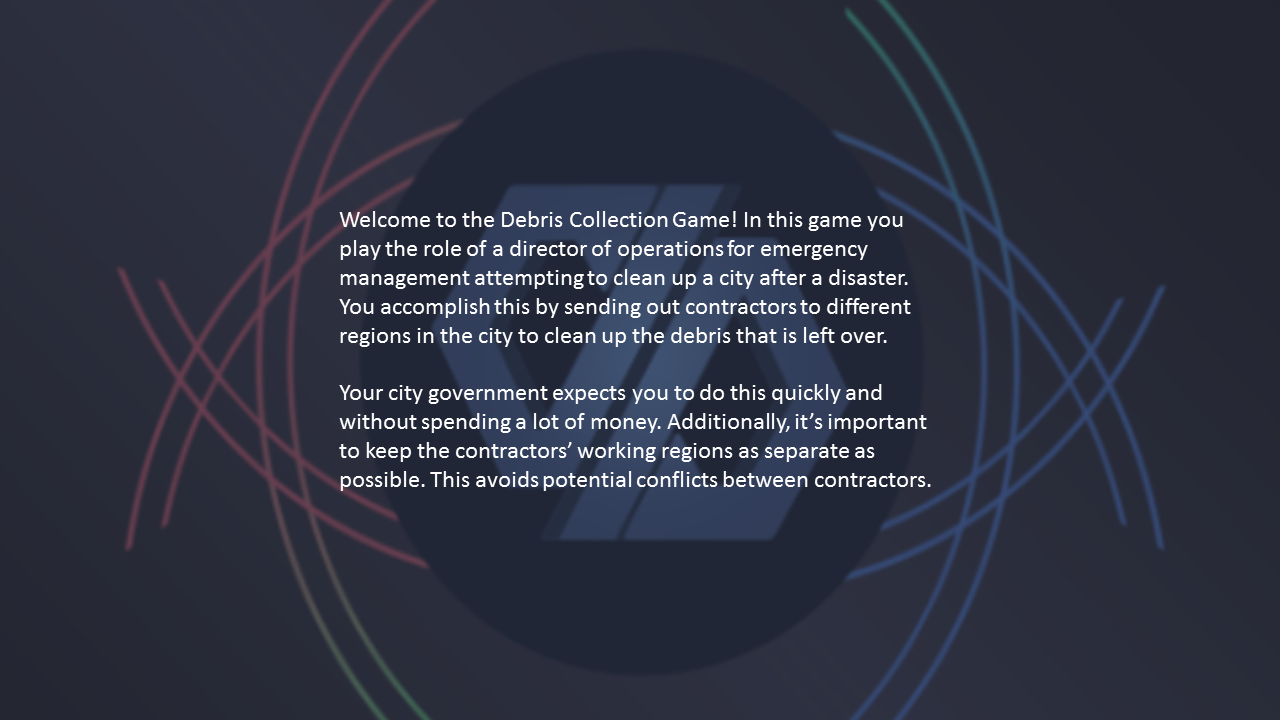 Welcome to the Debris Collection Game! In this game you
play the role of a director of operations for emergency
management attempting to clean up a city after a disaster.
You accomplish this by sending out contractors to different
regions in the city to clean up the debris that is left over.
Your city government expects you to do this quickly and
without spending a lot of money. Additionally, it’s important
to keep the contractors’ working regions as separate as
possible. This avoids potential conflicts between contractors.